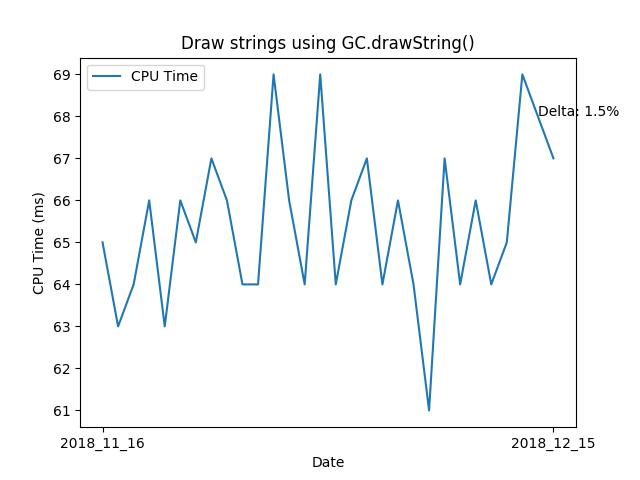 Draw strings using GC.drawString()
CPU Time
Delta: 1.5%
CPU Time (ms)
69
68
67
66
65
64
63
62
61
2018_11_16
2018_12_15
Date